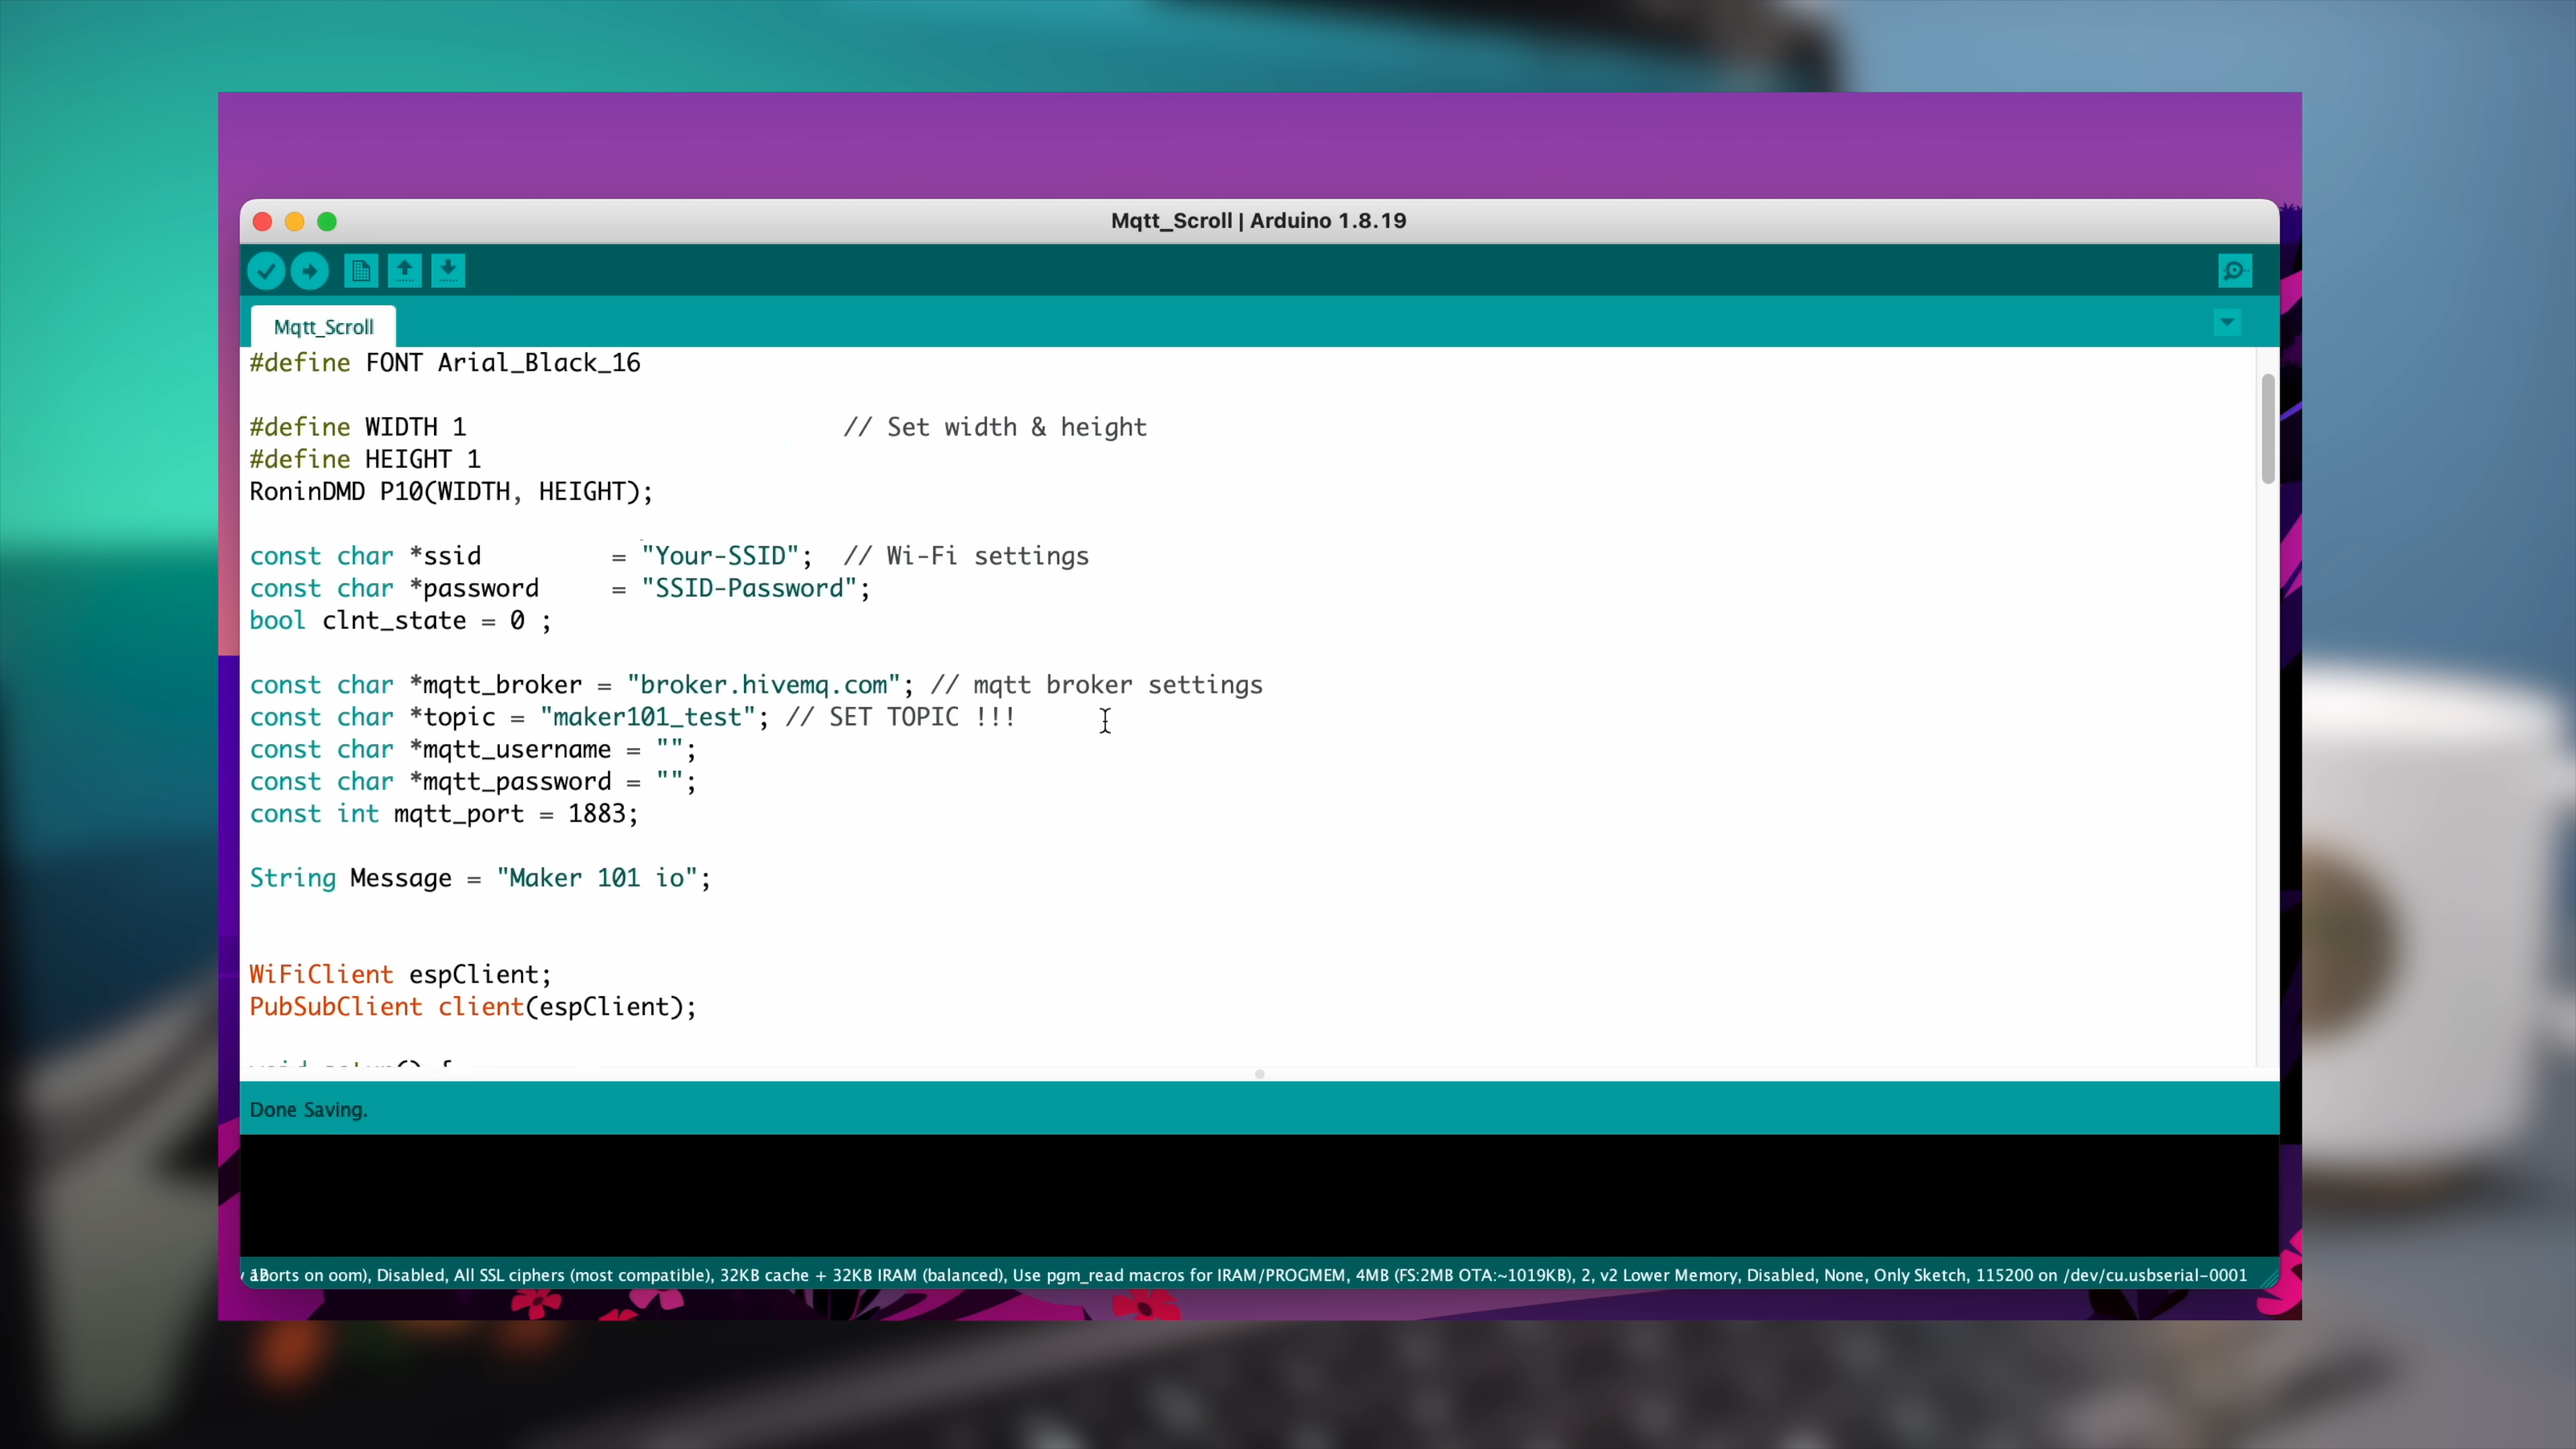 Mqtt_Scroll | Arduino 1.8.19
Mqtt_Scroll
#define FONT Arial_Black_16
#define WIDTH 1 // Set width & height
#define HEIGHT 1
RoninDMD P10(WIDTH, HEIGHT);
const char *ssid = "Your-SSID"; // Wi-Fi settings
const char *password = "SSID-Password";
bool clnt_state = 0 ;
const char *mqtt_broker = "broker.hivemq.com"; // mqtt broker settings
const char *topic = "maker101_test"; // SET TOPIC !!!
const char *mqtt_username = "";
const char *mqtt_password = "";
const int mqtt_port = 1883;
String Message = "Maker 101 io";
WiFiClient espClient;
PubSubClient client(espClient);
Done Saving.
on oom), Disabled, All SSL ciphers (most compatible), 32KB cache + 32KB IRAM (balanced), Use pgm_read macros for IRAM/PROGMEM, 4MB (FS:2MB OTA:~1019KB), 2, v2 Lower Memory, Disabled, None, Only Sketch, 115200 on /dev/cu.usbserial-0001